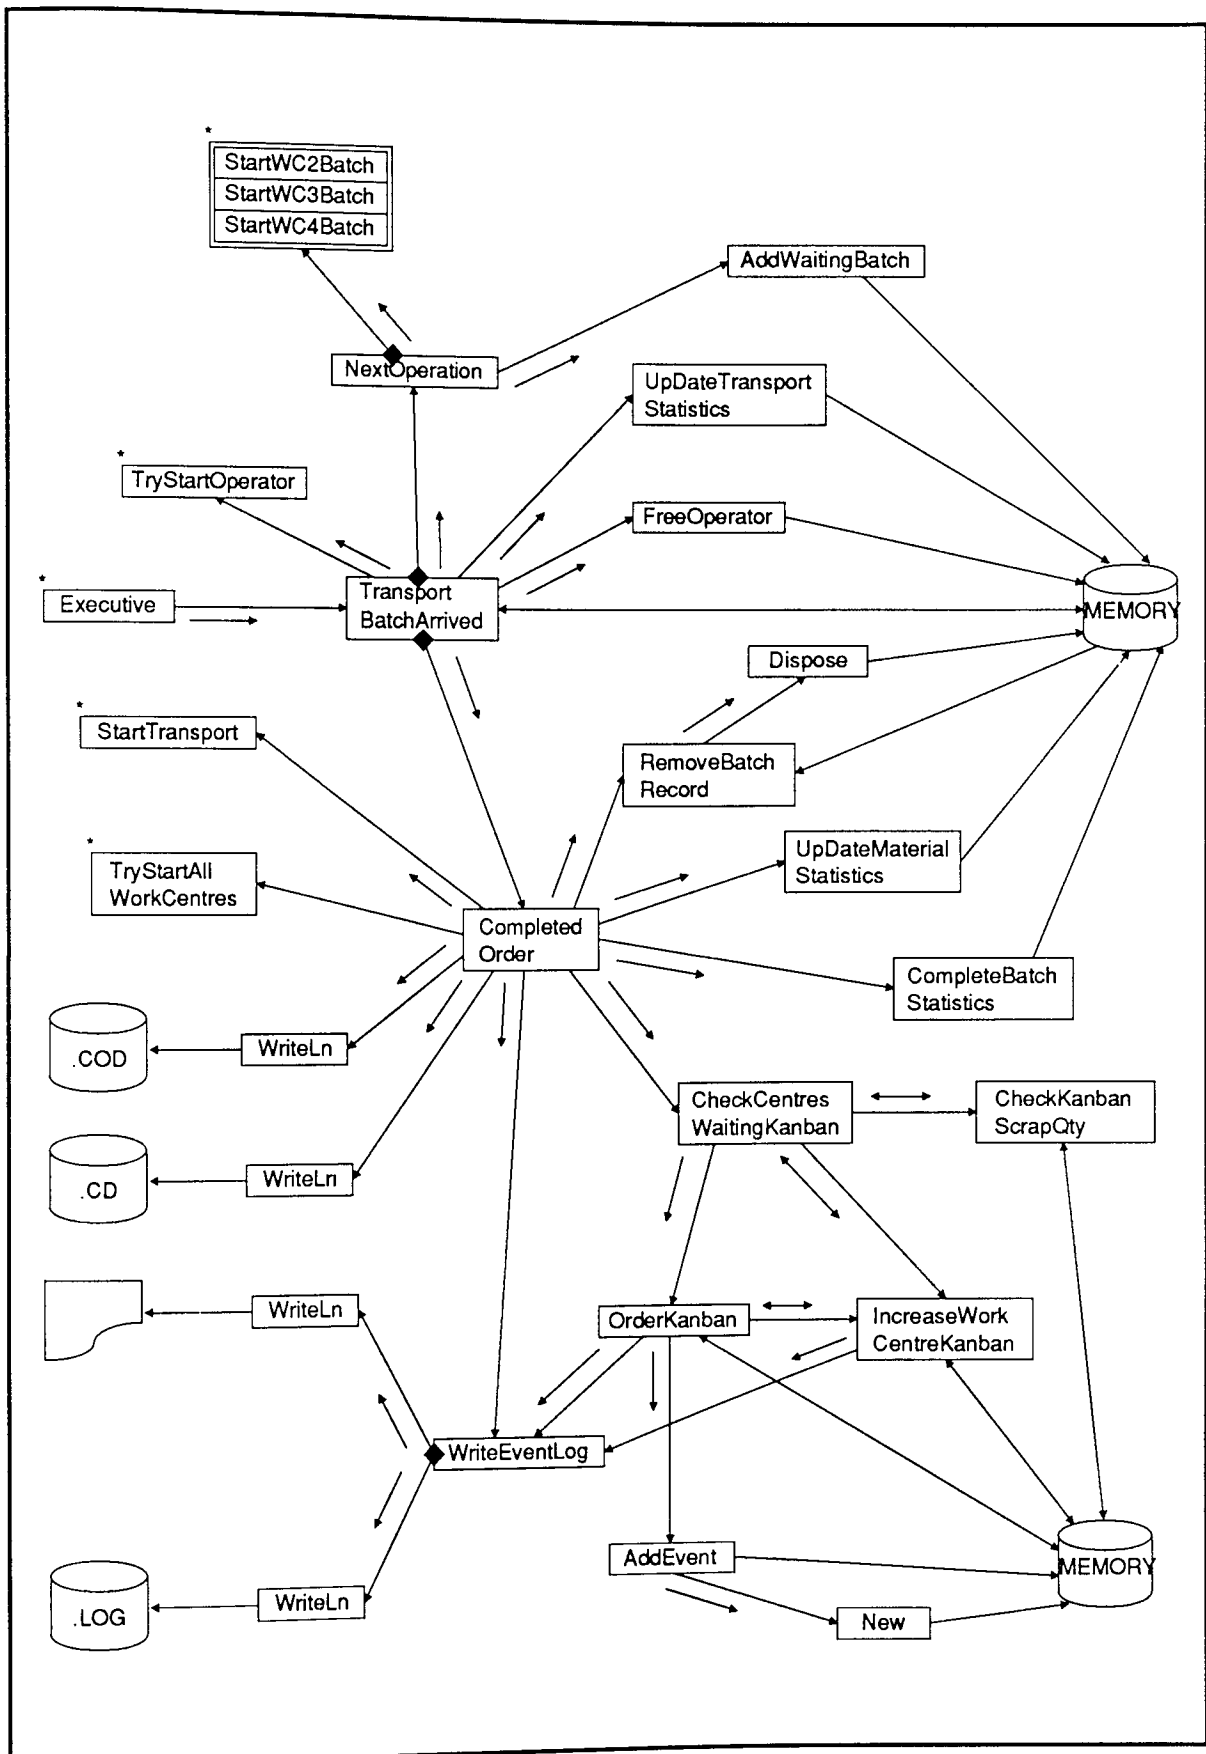 *
StartWC2Batch
StartWC3Batch
StartWC4Batch
AddWaitingBatch
NextOperation
UpDateTransport
Statistics
*
TryStartOperator
FreeOperator
*
Executive
Transport
BatchArrived
MEMORY
Dispose
*
StartTransport
RemoveBatch
Record
*
TryStartAll
WorkCentres
UpDateMaterial
Statistics
Completed
Order
CompleteBatch
Statistics
.COD
WriteLn
CheckCentres
WaitingKanban
CheckKanban
ScrapQty
.CD
WriteLn
WriteLn
OrderKanban
IncreaseWork
CentreKanban
WriteEventLog
AddEvent
MEMORY
.LOG
WriteLn
New